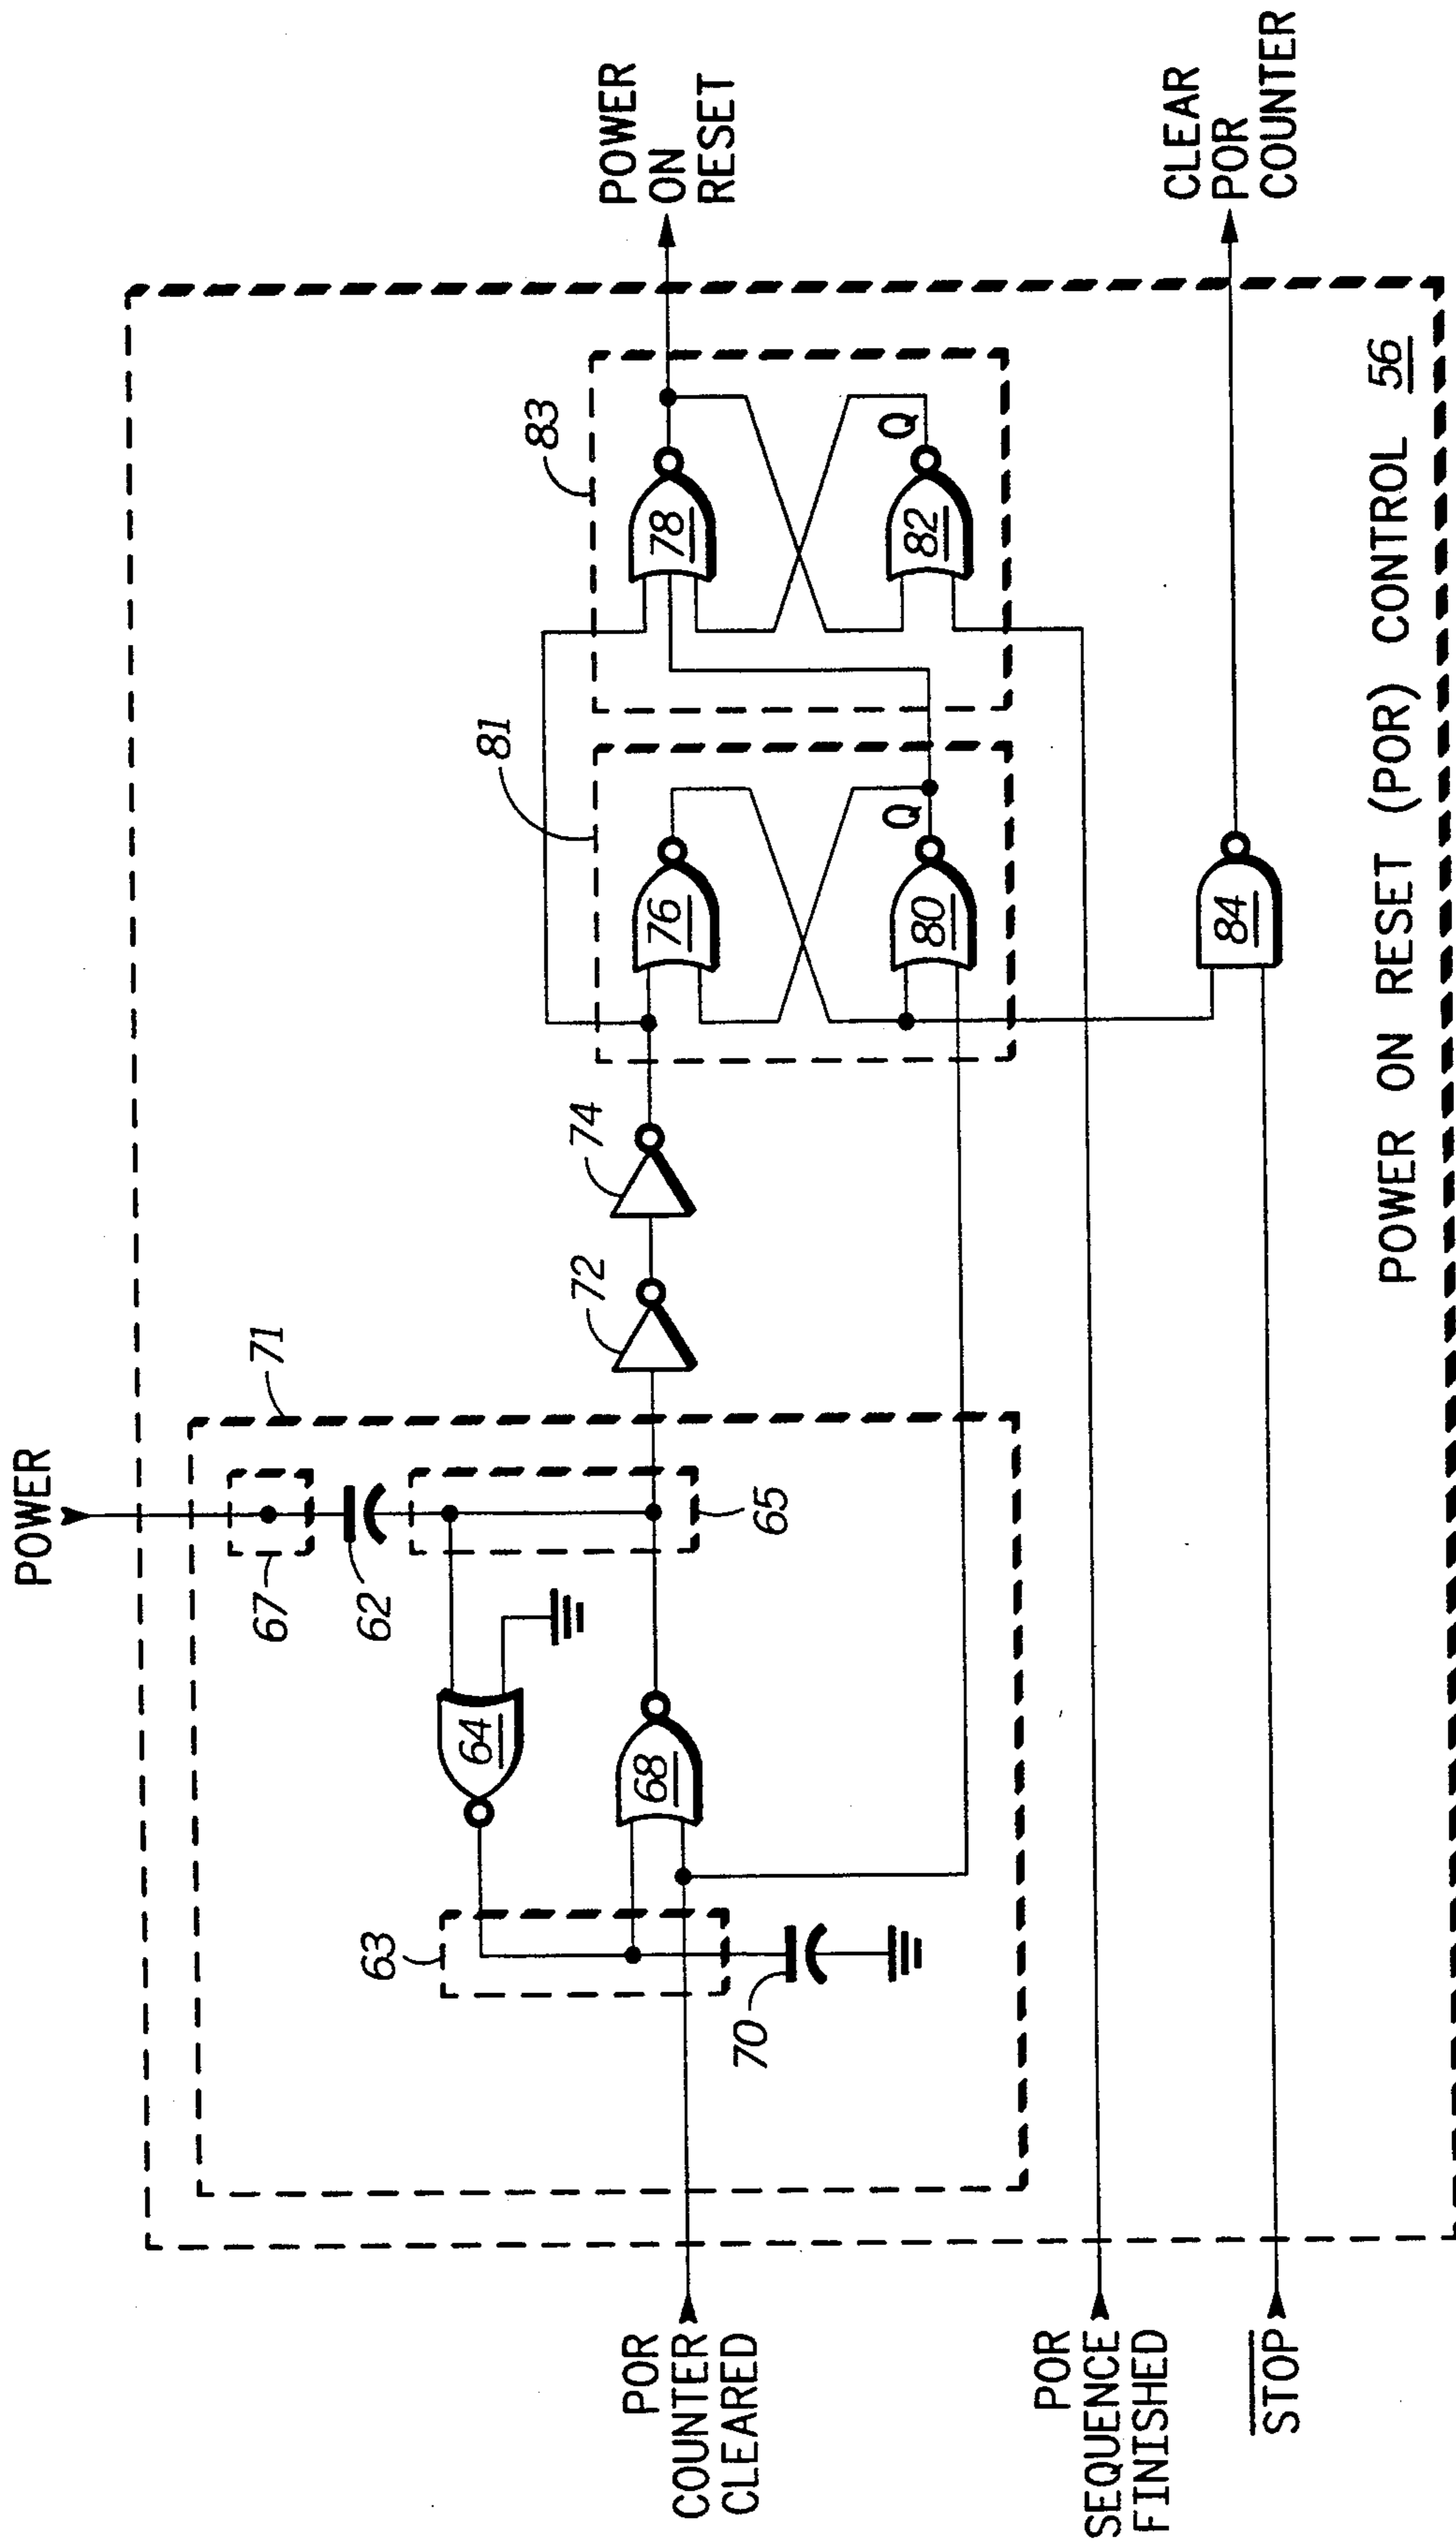 POWER
67
62
71
64
65
68
63
70
72
74
81
83
76
78
80
Q
82
Q
84
POWER
ON
RESET
CLEAR
POR
COUNTER
POR
COUNTER
CLEARED
POR
SEQUENCE
FINISHED
STOP
POWER ON RESET (POR) CONTROL 56